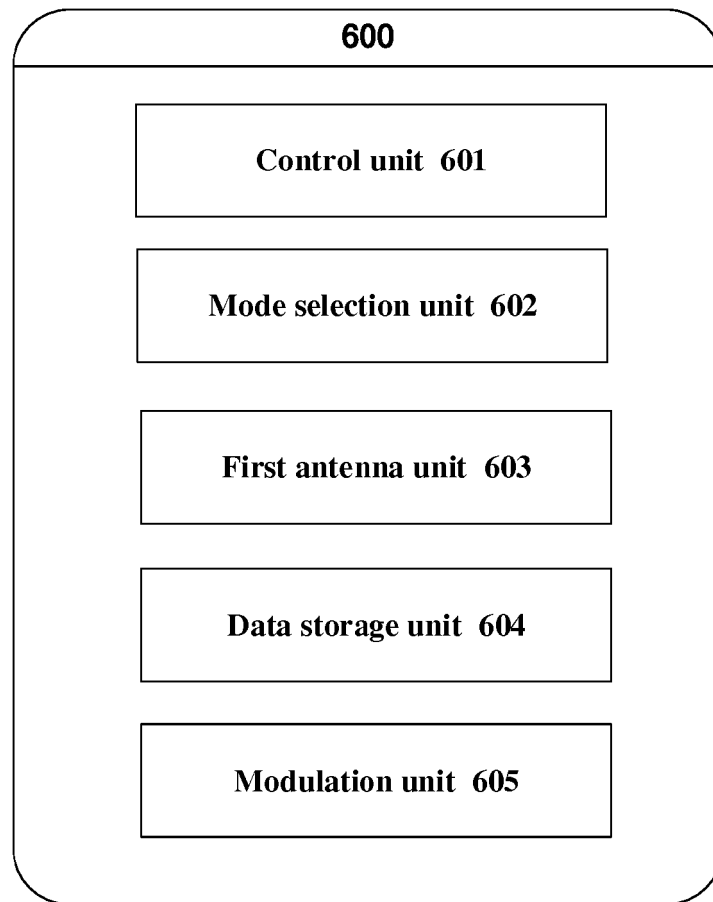 600
Control unit 601
Mode selection unit 602
First antenna unit 603
Data storage unit 604
Modulation unit 605